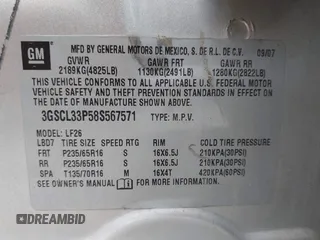 GM
MFD BY GENERAL MOTORS DE MEXICO, S. DE R.L. DE C.V. 09/07
GVWR GAWR FRT GAWR RR
2189KG(4825LB) 1130KG(2491LB) 1280KG(2822LB)
THIS VEHICLE CONFORMS TO ALL APPLICABLE U.S. FEDERAL
MOTOR VEHICLE SAFETY AND THEFT PREVENTION STANDARDS
IN EFFECT ON THE DATE OF MANUFACTURE SHOWN ABOVE.
3GSCL33P58S567571 TYPE: M.P.V.
MODEL: LF26
LBD7 TIRE SIZE SPEED RTG RIM COLD TIRE PRESSURE
FRT P235/65R16 S 16X6.5J 210KPA(30PSI)
RR P235/65R16 S 16X6.5J 210KPA(30PSI)
SPA T135/70R16 M 16X4T 420KPA(60PSI)
SEE OWNER'S MANUAL
DREAMBID